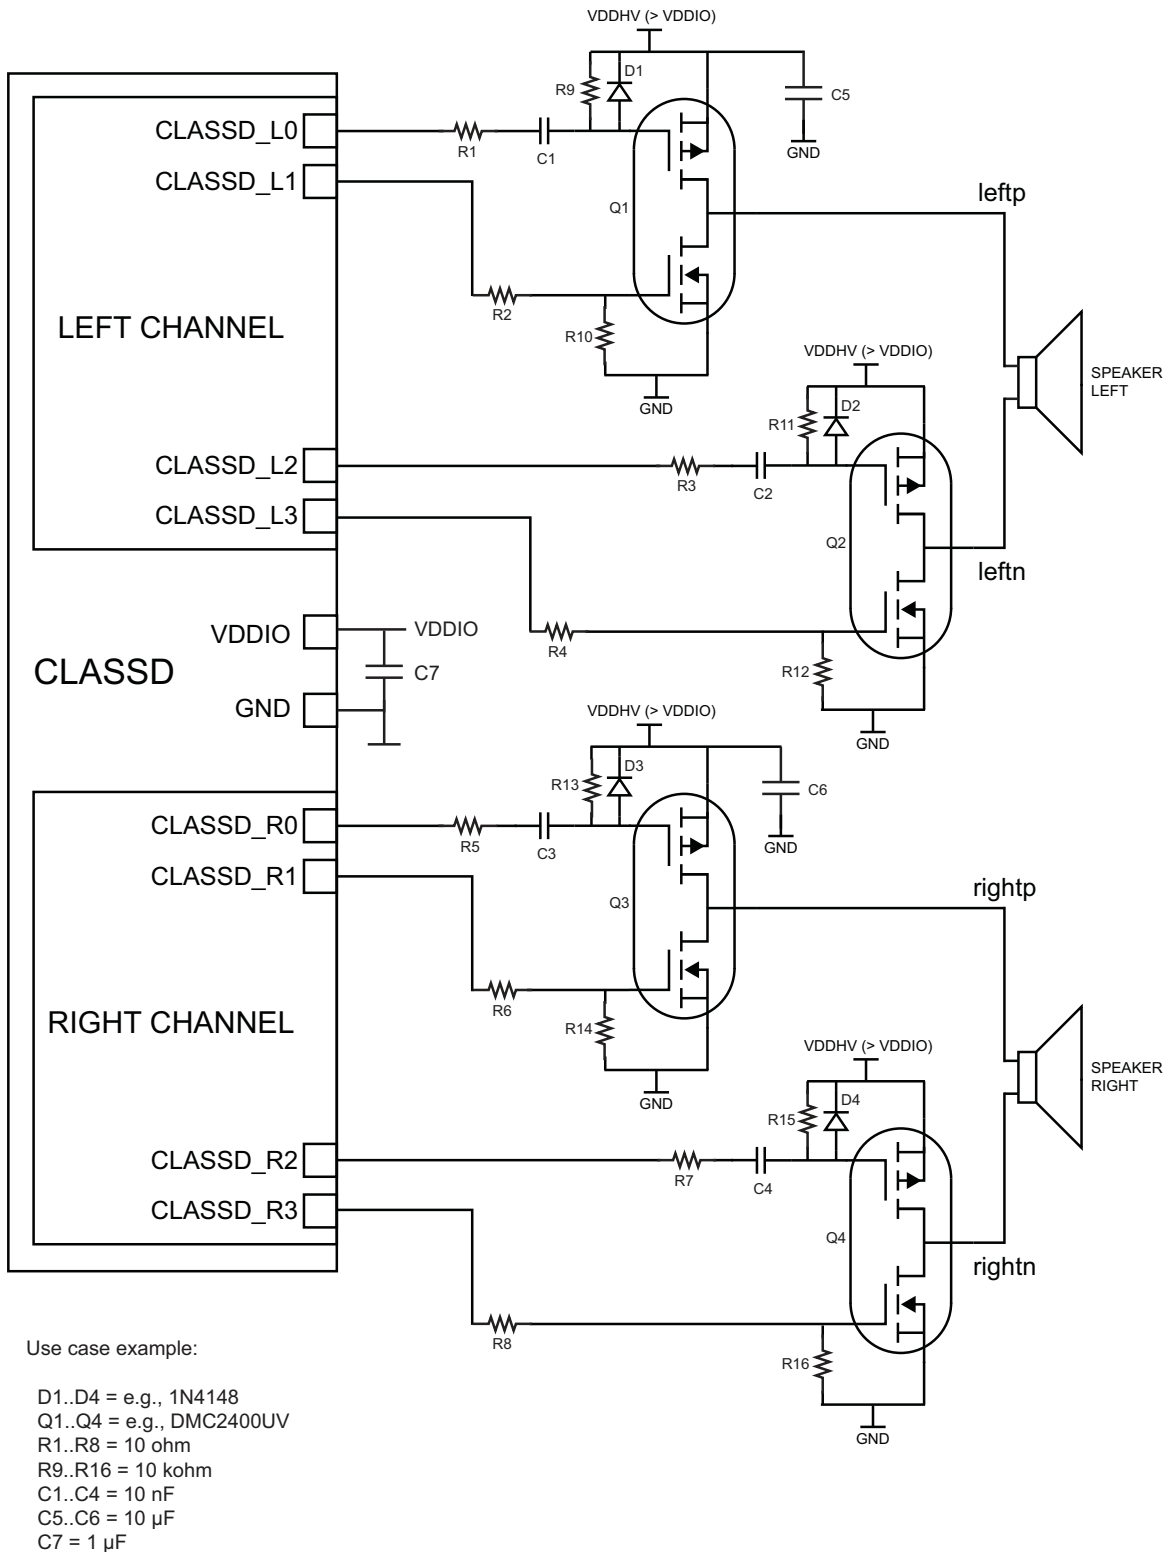 VDDHV (> VDDIO)
D1
R9
C5
CLASSD_L0
R1
C1
GND
CLASSD_L1
leftp
Q1
R2
LEFT CHANNEL
R10
VDDHV (> VDDIO)
SPEAKER
LEFT
GND
D2
R11
CLASSD_L2
R3
C2
CLASSD_L3
Q2
leftn
VDDIO
VDDIO
R4
CLASSD
C7
R12
GND
VDDHV (> VDDIO)
GND
D3
R13
C6
CLASSD_R0
R5
C3
GND
CLASSD_R1
rightp
Q3
R6
RIGHT CHANNEL
R14
VDDHV (> VDDIO)
SPEAKER
RIGHT
GND
D4
R15
CLASSD_R2
R7
C4
CLASSD_R3
Q4
rightn
R8
R16
GND
Use case example:
D1..D4 = e.g., 1N4148
Q1..Q4 = e.g., DMC2400UV
R1..R8 = 10 ohm
R9..R16 = 10 kohm
C1..C4 = 10 nF
C5..C6 = 10 µF
C7 = 1 µF